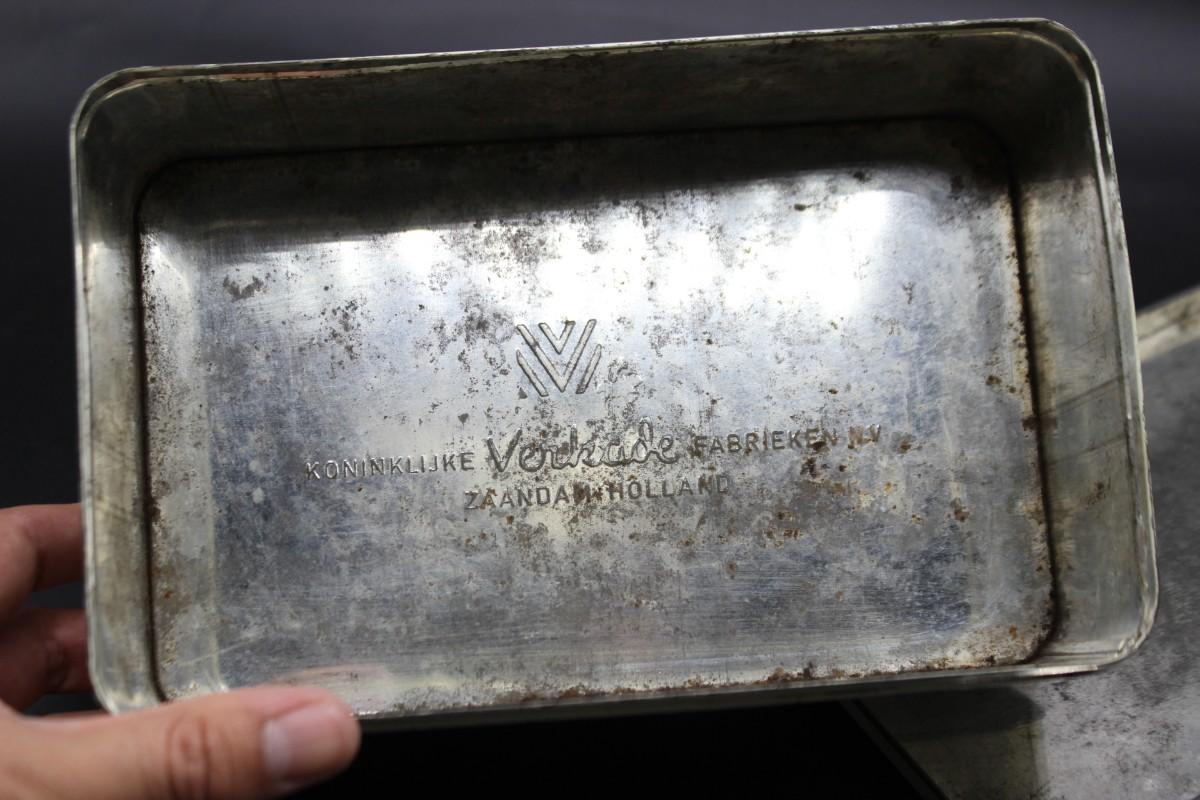 KONINKLIJKE Verkade FABRIEKEN N.V
ZAANDAM-HOLLAND